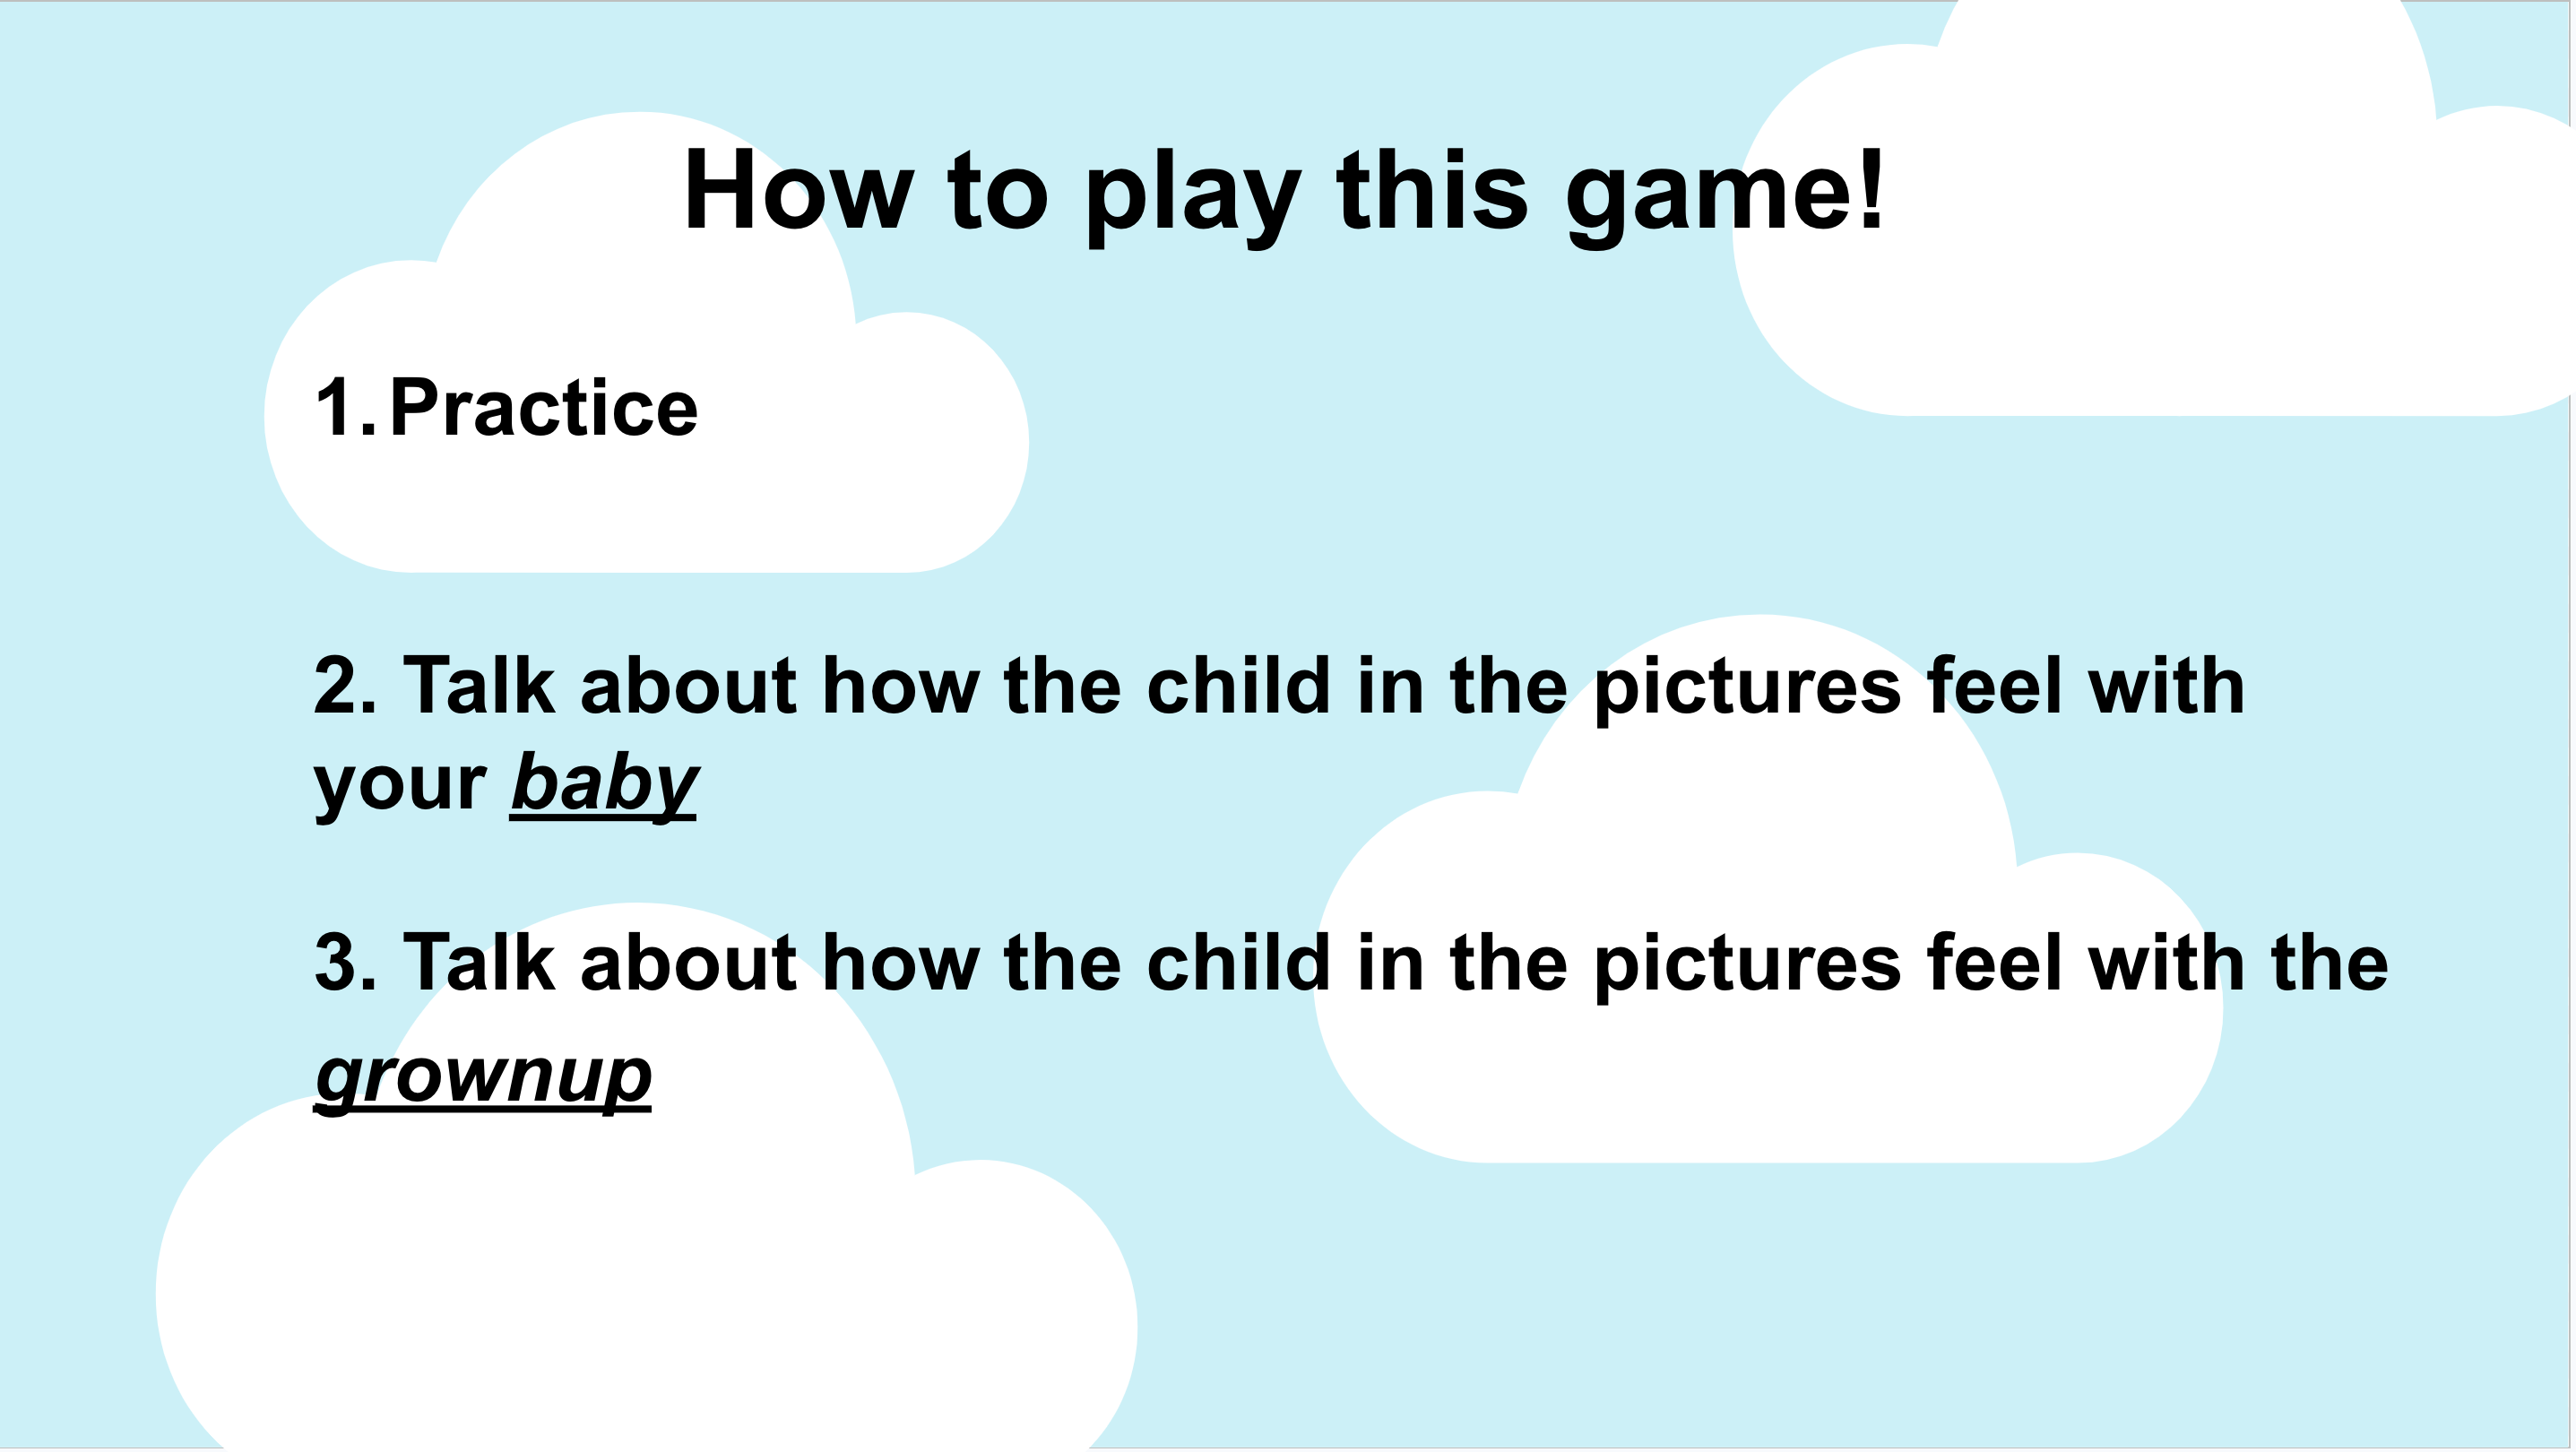 How to play this game!
1. Practice
2. Talk about how the child in the pictures feel with
your baby
3. Talk about how the child in the pictures feel with the
grownup